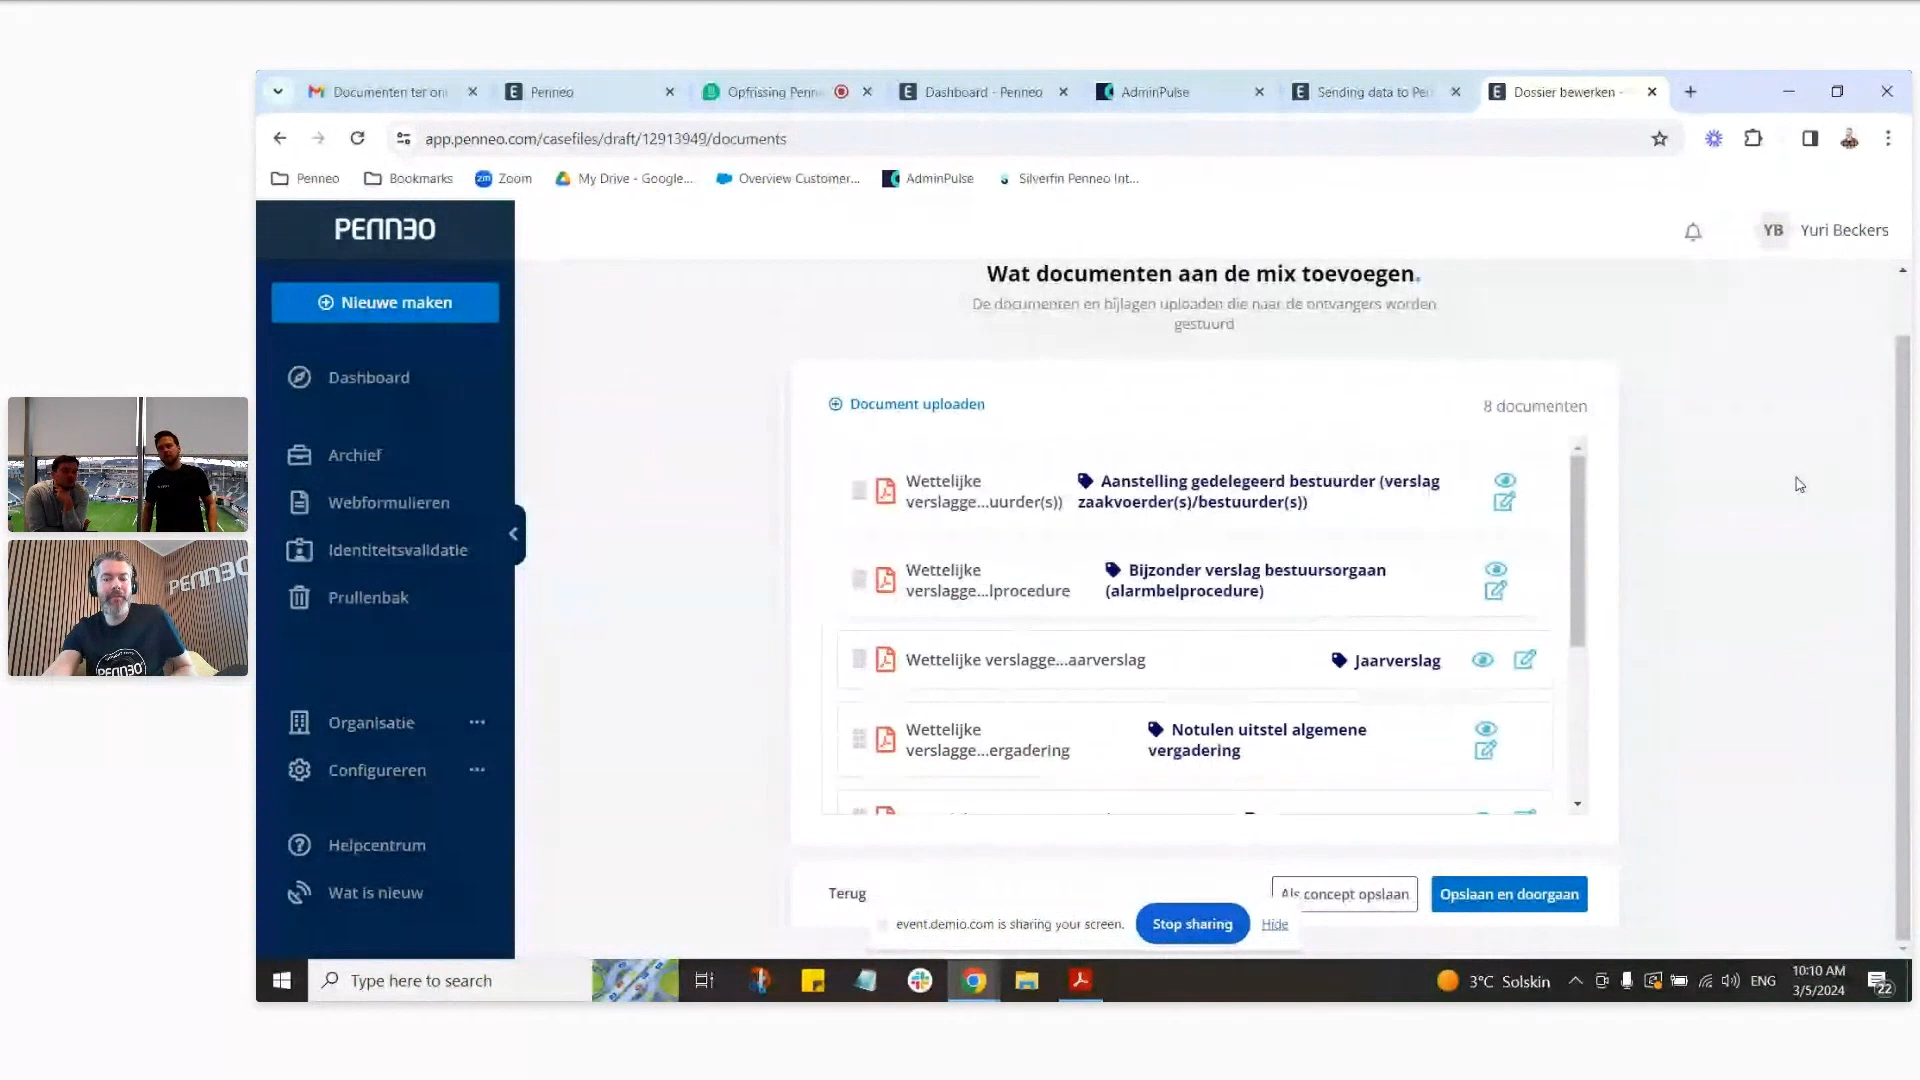 Documenten ter on
Penneo
Opfrissing Penn
Dashboard - Penneo
AdminPulse
Sending data to Pe
Dossier bewerken -
app.penneo.com/casefiles/draft/12913949/documents
Penneo
Bookmarks
Zoom
My Drive - Google...
Overview Customer...
AdminPulse
Silverfin Penneo Int...
PENNEO
YB Yuri Beckers
Nieuwe maken
Dashboard
Archief
Webformulieren
Identiteitsvalidatie
Prullenbak
Organisatie
Configureren
Helpcentrum
Wat is nieuw
Wat documenten aan de mix toevoegen.
De documenten en bijlagen uploaden die naar de ontvangers worden
gestuurd
Document uploaden
8 documenten
Wettelijke
verslagge...uurder(s))
Aanstelling gedelegeerd bestuurder (verslag
zaakvoerder(s)/bestuurder(s))
Wettelijke
verslagge...lprocedure
Bijzonder verslag bestuursorgaan
(alarmbelprocedure)
Wettelijke verslagge...aarverslag
Jaarverslag
Wettelijke
verslagge...ergadering
Notulen uitstel algemene
vergadering
Terug
Als concept opslaan
Opslaan en doorgaan
event.demio.com is sharing your screen.
Stop sharing
Hide
PENNEO
PENNEO
Type here to search
3°C Solskin
ENG
10:10 AM
3/5/2024
22